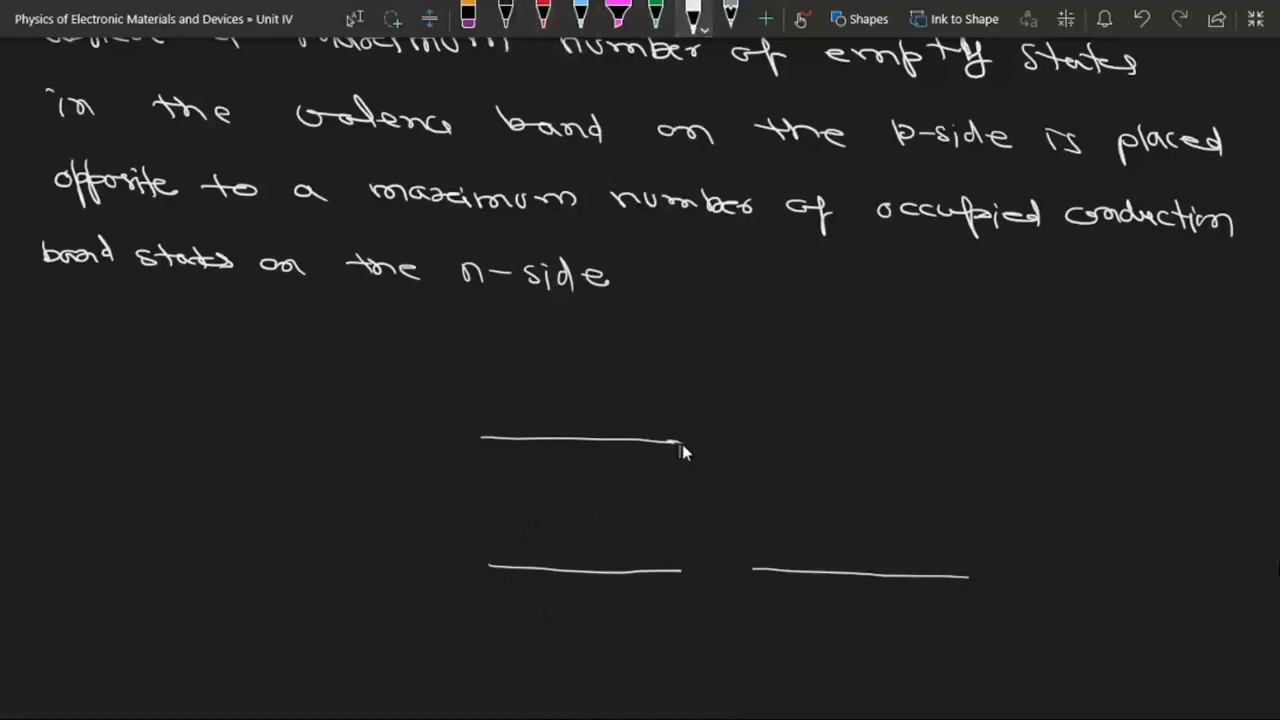 Physics of Electronic Materials and Devices » Unit IV
Shapes
Ink to Shape
maximum number of empty states
in the valence band on the p-side is placed
opposite to a maximum number of occupied conduction
band states on the n-side